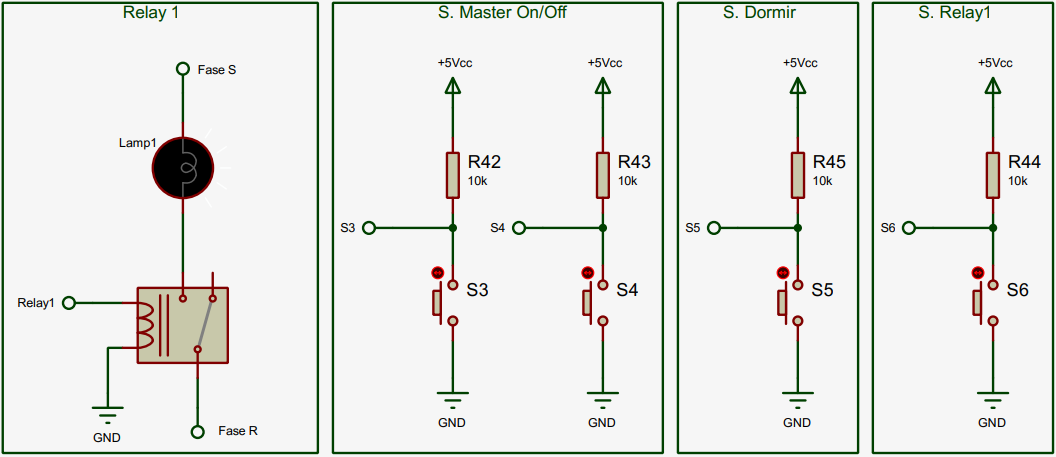 Relay 1
Fase S
Lamp1
Relay1
GND
Fase R
S. Master On/Off
+5Vcc
R42
10k
S3
S3
GND
+5Vcc
R43
10k
S4
S4
GND
S. Dormir
+5Vcc
R45
10k
S5
S5
GND
S. Relay1
+5Vcc
R44
10k
S6
S6
GND